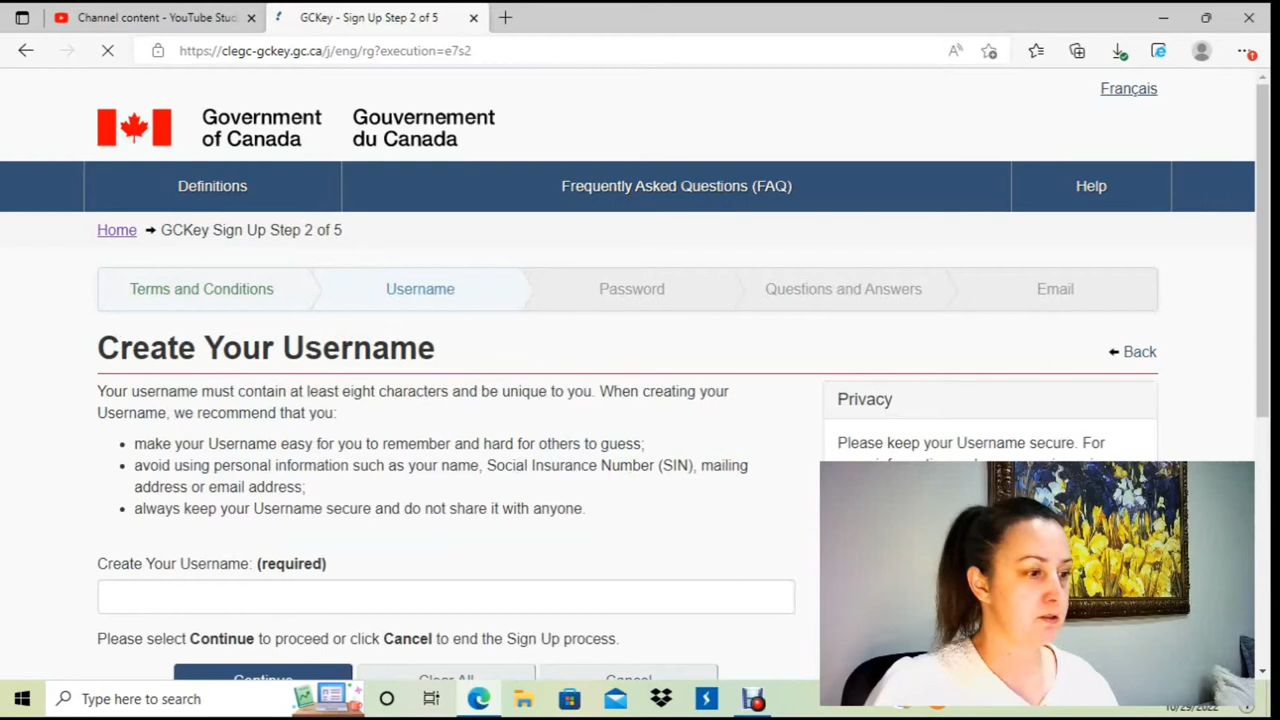 Channel content - YouTube Stud
GCKey - Sign Up Step 2 of 5
https://clegc-gckey.gc.ca/j/eng/rg?execution=e7s2
Français
Government of Canada
Gouvernement du Canada
Definitions
Frequently Asked Questions (FAQ)
Help
Home → GCKey Sign Up Step 2 of 5
Terms and Conditions
Username
Password
Questions and Answers
Email
Create Your Username
Back
Your username must contain at least eight characters and be unique to you. When creating your
Username, we recommend that you:
• make your Username easy for you to remember and hard for others to guess;
• avoid using personal information such as your name, Social Insurance Number (SIN), mailing
address or email address;
• always keep your Username secure and do not share it with anyone.
Privacy
Please keep your Username secure. For
Create Your Username: (required)
Please select Continue to proceed or click Cancel to end the Sign Up process.
Continue
Clear All
Cancel
Type here to search
10/29/2022